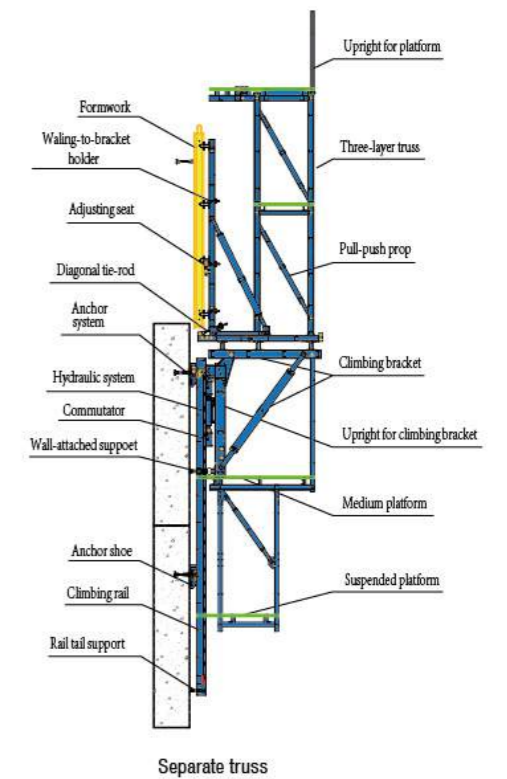 Upright for platform
Formwork
Waling-to-bracket
holder
Three-layer truss
Adjusting seat
Pull-push prop
Diagonal tie-rod
Anchor
system
Climbing bracket
Hydraulic system
Commutator
Upright for climbing bracket
Wall-attached suppoet
Medium platform
Anchor shoe
Suspended platform
Climbing rail
Rail tail support
Separate truss